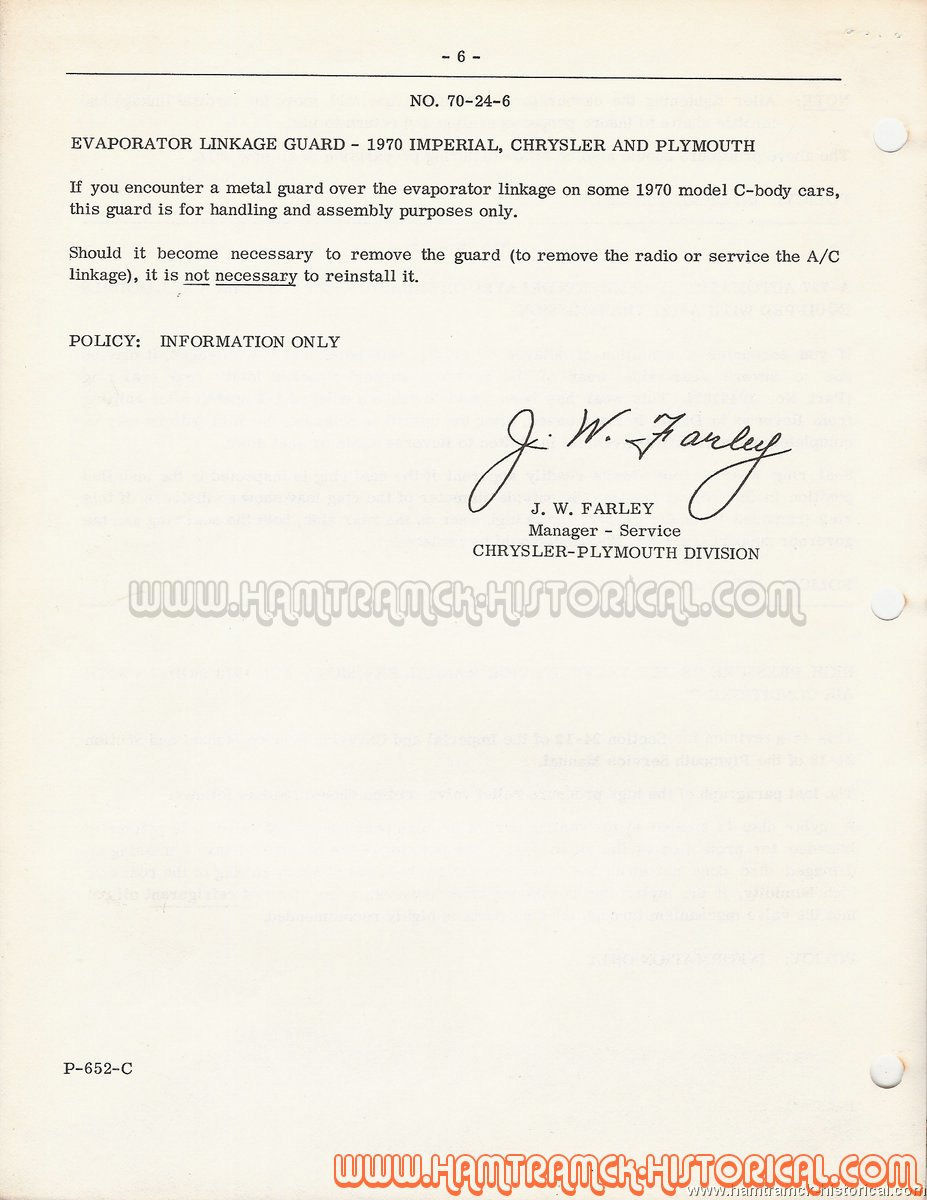 - 6 -
NO. 70-24-6
EVAPORATOR LINKAGE GUARD - 1970 IMPERIAL, CHRYSLER AND PLYMOUTH
If you encounter a metal guard over the evaporator linkage on some 1970 model C-body cars,
this guard is for handling and assembly purposes only.
Should it become necessary to remove the guard (to remove the radio or service the A/C
linkage), it is not necessary to reinstall it.
POLICY: INFORMATION ONLY
J. W. Farley
J. W. FARLEY
Manager - Service
CHRYSLER-PLYMOUTH DIVISION
WWW.HAMTRAMCK-HISTORICAL.COM
P-652-C
WWW.HAMTRAMCK-HISTORICAL.COM
www.hamtramck-historical.com